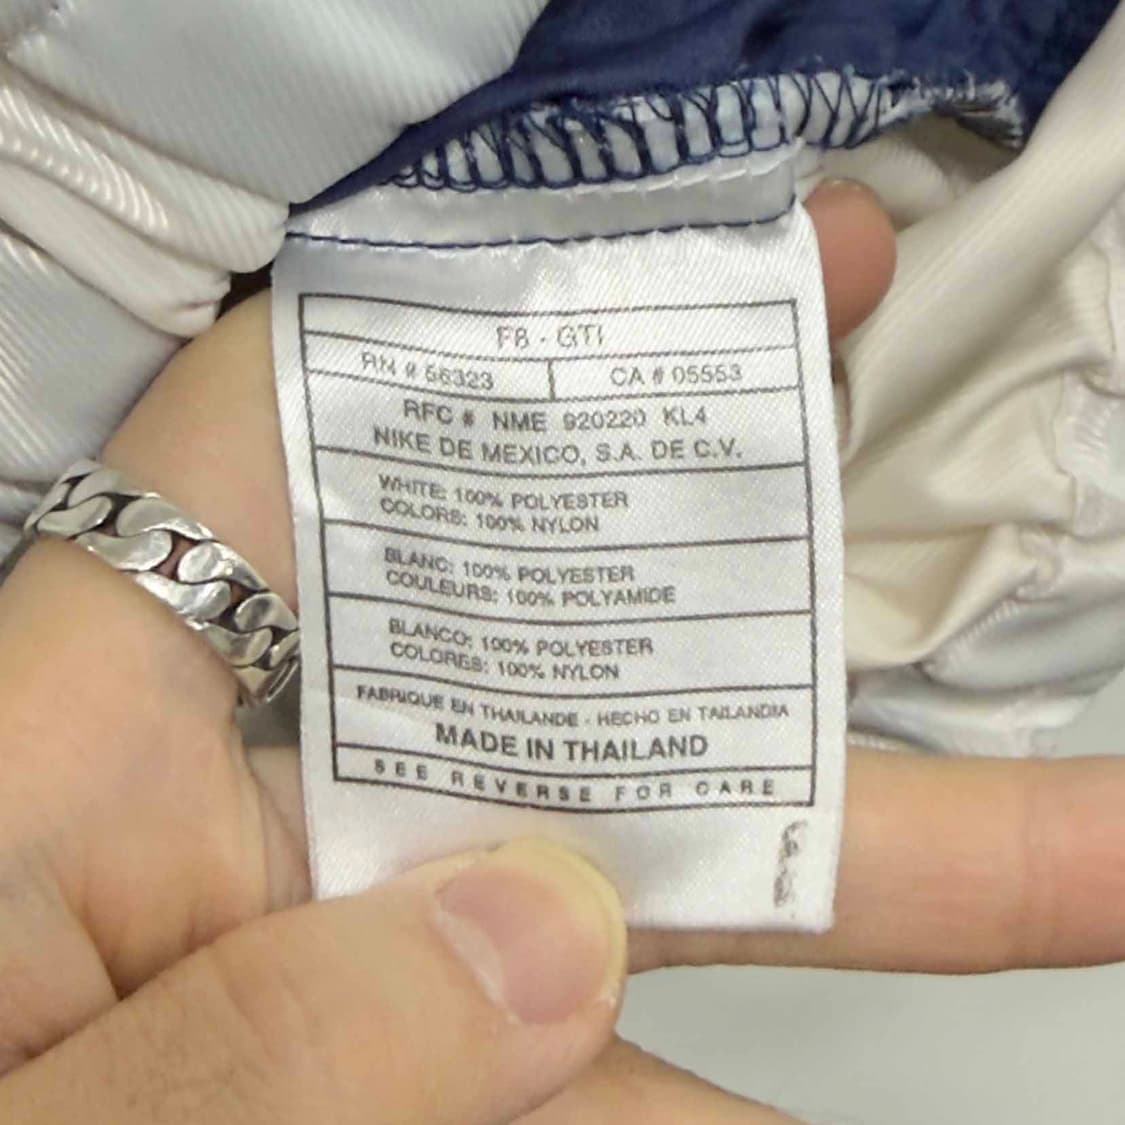 F8 - GTI
RN # 56323
CA # 05553
RFC # NME 920220 KL4
NIKE DE MEXICO, S.A. DE C.V.
WHITE: 100% POLYESTER
COLORS: 100% NYLON
BLANC: 100% POLYESTER
COULEURS: 100% POLYAMIDE
BLANCO: 100% POLYESTER
COLORES: 100% NYLON
FABRIQUE EN THAILANDE - HECHO EN TAILANDIA
MADE IN THAILAND
SEE REVERSE FOR CARE